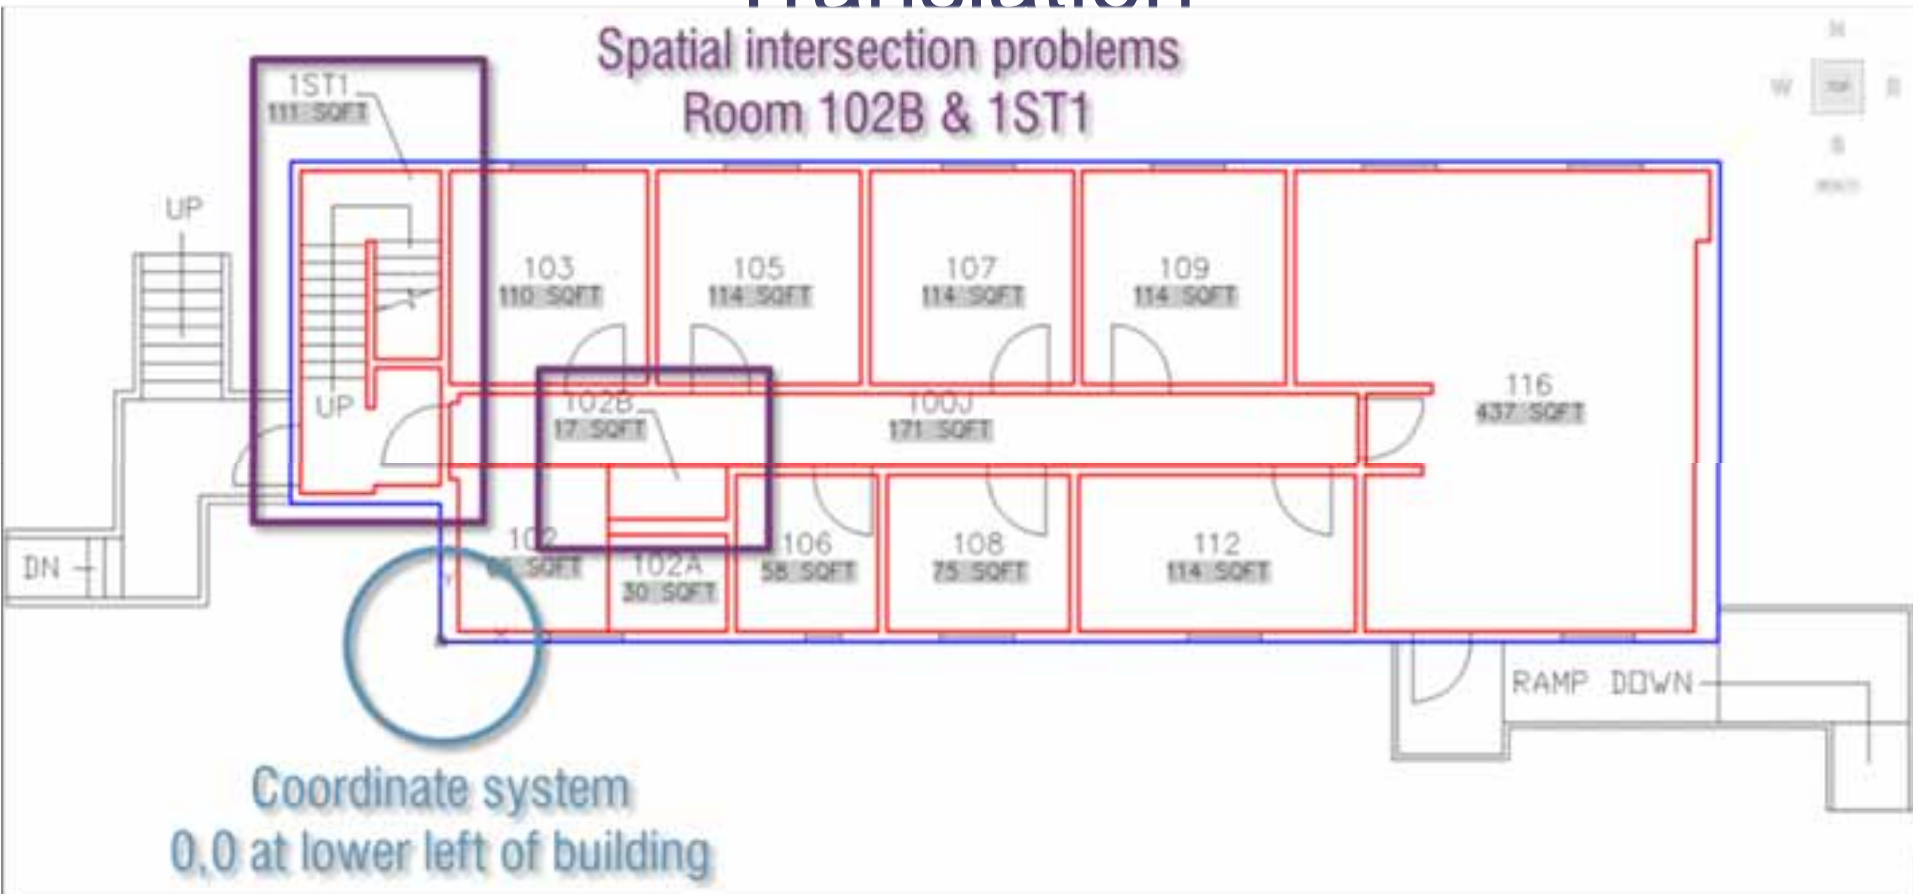 Translation
Spatial intersection problems
Room 102B & 1ST1
N
W
TOP
S
1ST1
111 SQFT
UP
103
110 SQFT
105
114 SQFT
107
114 SQFT
109
114 SQFT
116
437 SQFT
UP
102B
17 SQFT
100J
171 SQFT
102
SQFT
102A
30 SQFT
106
58 SQFT
108
75 SQFT
112
114 SQFT
DN
Y
X
RAMP DOWN
Coordinate system
0,0 at lower left of building